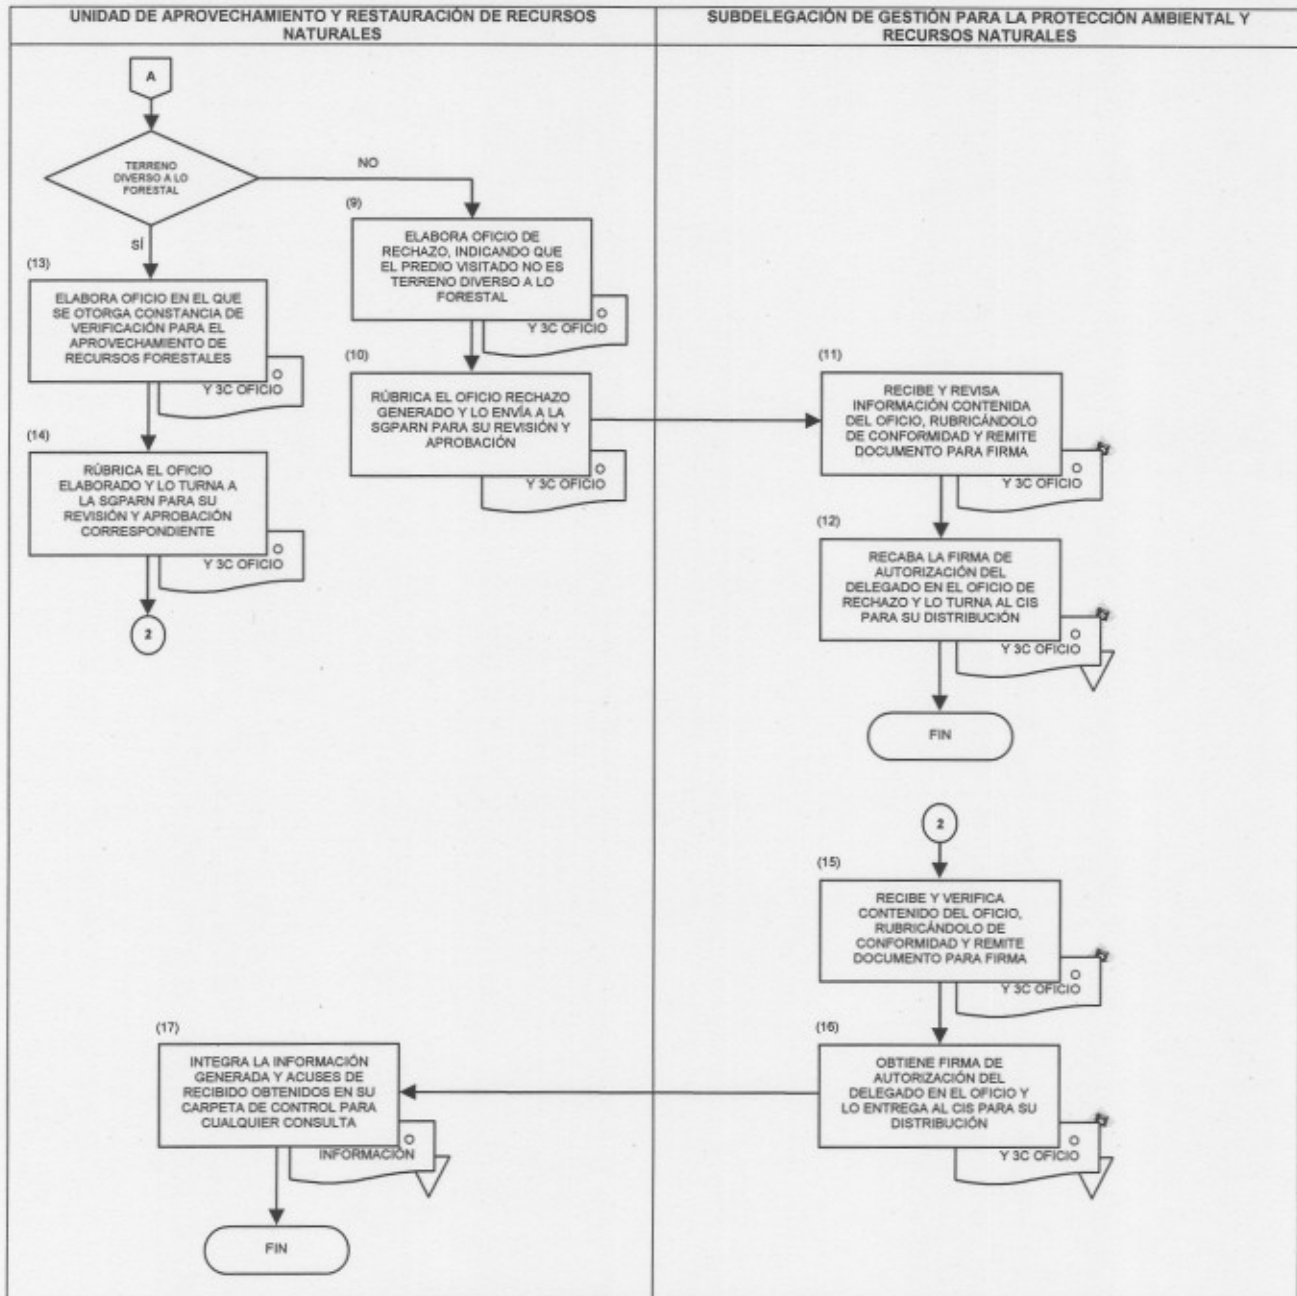 UNIDAD DE APROVECHAMIENTO Y RESTAURACIÓN DE RECURSOS
NATURALES
SUBDELEGACIÓN DE GESTIÓN PARA LA PROTECCIÓN AMBIENTAL Y
RECURSOS NATURALES
A
TERRENO
DIVERSO A LO
FORESTAL
NO
SÍ
(9)
ELABORA OFICIO DE
RECHAZO, INDICANDO QUE
EL PREDIO VISITADO NO ES
TERRENO DIVERSO A LO
FORESTAL
O
Y 3C OFICIO
(13)
ELABORA OFICIO EN EL QUE
SE OTORGA CONSTANCIA DE
VERIFICACIÓN PARA EL
APROVECHAMIENTO DE
RECURSOS FORESTALES
O
Y 3C OFICIO
(10)
RÚBRICA EL OFICIO RECHAZO
GENERADO Y LO ENVÍA A LA
SGPARN PARA SU REVISIÓN Y
APROBACIÓN
O
Y 3C OFICIO
(11)
RECIBE Y REVISA
INFORMACIÓN CONTENIDA
DEL OFICIO, RUBRICÁNDOLO
DE CONFORMIDAD Y REMITE
DOCUMENTO PARA FIRMA
O
Y 3C OFICIO
(14)
RÚBRICA EL OFICIO
ELABORADO Y LO TURNA A
LA SGPARN PARA SU
REVISIÓN Y APROBACIÓN
CORRESPONDIENTE
O
Y 3C OFICIO
2
(12)
RECABA LA FIRMA DE
AUTORIZACIÓN DEL
DELEGADO EN EL OFICIO DE
RECHAZO Y LO TURNA AL CIS
PARA SU DISTRIBUCIÓN
O
Y 3C OFICIO
FIN
2
(15)
RECIBE Y VERIFICA
CONTENIDO DEL OFICIO,
RUBRICÁNDOLO DE
CONFORMIDAD Y REMITE
DOCUMENTO PARA FIRMA
O
Y 3C OFICIO
(16)
OBTIENE FIRMA DE
AUTORIZACIÓN DEL
DELEGADO EN EL OFICIO Y
LO ENTREGA AL CIS PARA SU
DISTRIBUCIÓN
O
Y 3C OFICIO
(17)
INTEGRA LA INFORMACIÓN
GENERADA Y ACUSES DE
RECIBIDO OBTENIDOS EN SU
CARPETA DE CONTROL PARA
CUALQUIER CONSULTA
O
INFORMACIÓN
FIN